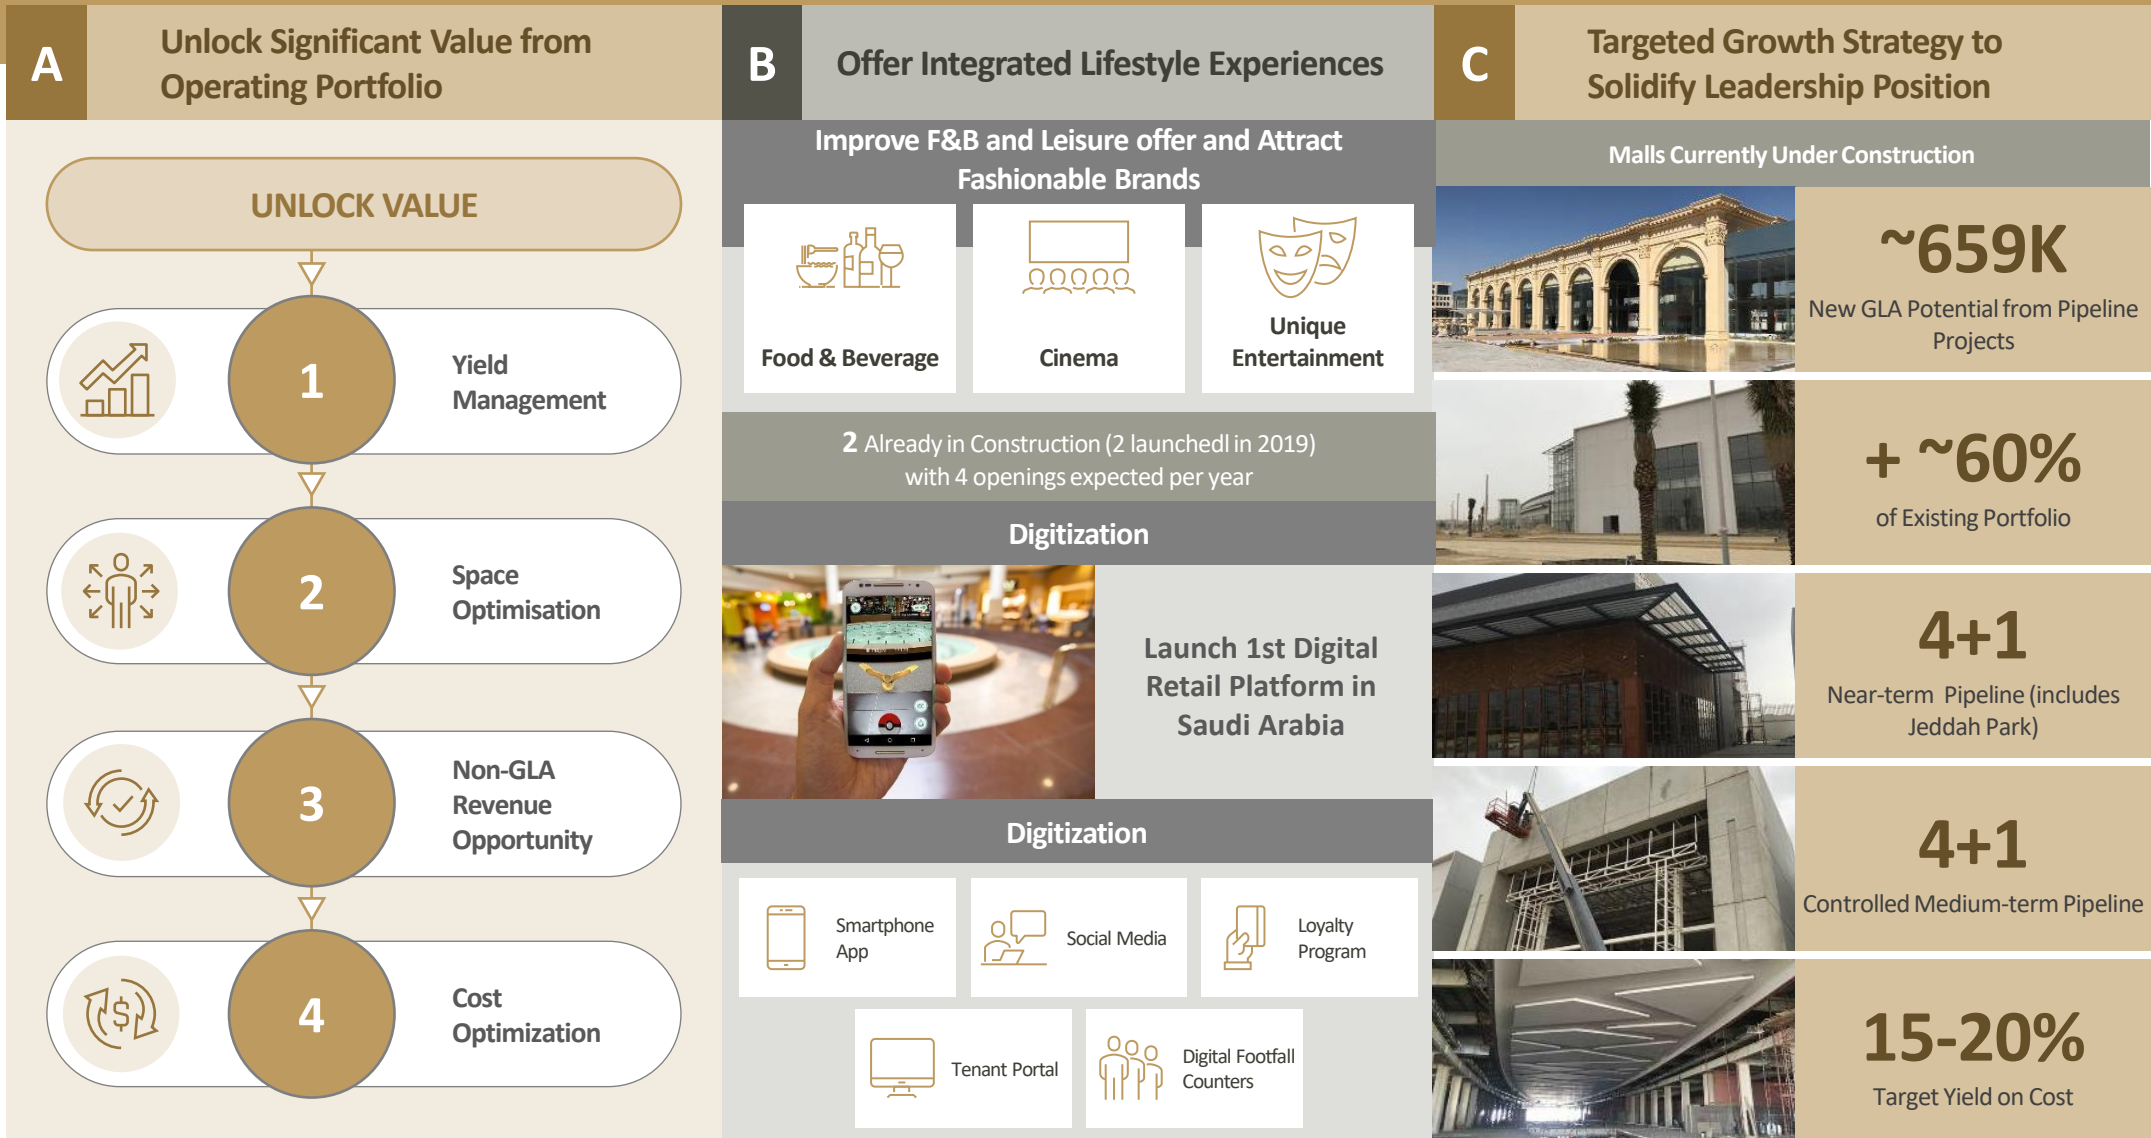 A
Unlock Significant Value from
Operating Portfolio
UNLOCK VALUE
1
Yield
Management
2
Space
Optimisation
3
Non-GLA
Revenue
Opportunity
4
Cost
Optimization
B
Offer Integrated Lifestyle Experiences
Improve F&B and Leisure offer and Attract
Fashionable Brands
Food & Beverage
Cinema
Unique
Entertainment
2 Already in Construction (2 launchedl in 2019)
with 4 openings expected per year
Digitization
Launch 1st Digital
Retail Platform in
Saudi Arabia
Digitization
Smartphone
App
Social Media
Loyalty
Program
Tenant Portal
Digital Footfall
Counters
C
Targeted Growth Strategy to
Solidify Leadership Position
Malls Currently Under Construction
~659K
New GLA Potential from Pipeline
Projects
+ ~60%
of Existing Portfolio
4+1
Near-term Pipeline (includes
Jeddah Park)
4+1
Controlled Medium-term Pipeline
15-20%
Target Yield on Cost